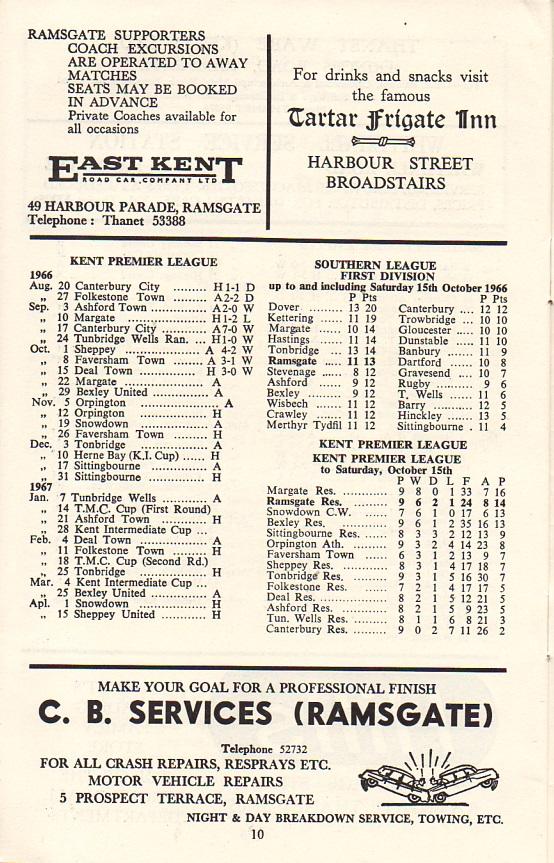 RAMSGATE SUPPORTERS
COACH EXCURSIONS
ARE OPERATED TO AWAY
MATCHES
SEATS MAY BE BOOKED
IN ADVANCE
Private Coaches available for
all occasions
EAST KENT
ROAD CAR COMPANY LTD
49 HARBOUR PARADE, RAMSGATE
Telephone : Thanet 53388
For drinks and snacks visit
the famous
Tartar Frigate Inn
HARBOUR STREET
BROADSTAIRS
KENT PREMIER LEAGUE
1966
Aug. 20 Canterbury City ......... H 1-1 D
„ 27 Folkestone Town ......... A 2-2 D
Sep. 3 Ashford Town ............ A 2-0 W
„ 10 Margate ..................... H 1-2 L
„ 17 Canterbury City ......... A 7-0 W
„ 24 Tunbridge Wells Ran. ... H 1-0 W
Oct. 1 Sheppey ..................... A 4-2 W
„ 8 Faversham Town ......... A 3-1 W
„ 15 Deal Town .................. H 3-0 W
„ 22 Margate ..................... A
„ 29 Bexley United ............ A
Nov. 5 Orpington .................. A
„ 12 Orpington .................. H
„ 19 Snowdown .................. A
„ 26 Faversham Town ......... H
Dec. 3 Tonbridge .................. A
„ 10 Herne Bay (K.I. Cup) ...... H
„ 17 Sittingbourne ............ A
„ 31 Sittingbourne ............ H
1967
Jan. 7 Tunbridge Wells ......... A
„ 14 T.M.C. Cup (First Round)
„ 21 Ashford Town ............ H
„ 28 Kent Intermediate Cup ...
Feb. 4 Deal Town .................. A
„ 11 Folkestone Town ......... H
„ 18 T.M.C. Cup (Second Rd.)
„ 25 Tonbridge .................. H
Mar. 4 Kent Intermediate Cup ...
„ 25 Bexley United ............ A
Apl. 1 Snowdown .................. H
„ 15 Sheppey United ............ H
SOUTHERN LEAGUE
FIRST DIVISION
up to and including Saturday 15th October 1966
P Pts
Dover ............ 13 20
Kettering ...... 11 19
Margate ......... 10 14
Hastings ......... 11 14
Tonbridge ...... 13 14
Ramsgate ...... 11 13
Stevenage ...... 8 12
Ashford ......... 9 12
Bexley ............ 9 12
Wisbech ......... 11 12
Crawley ......... 11 12
Merthyr Tydfil 11 12
P Pts
Canterbury .... 12 12
Trowbridge ... 10 10
Gloucester ..... 10 10
Dunstable ..... 11 10
Banbury ........ 11 9
Dartford ........ 10 8
Gravesend ..... 10 7
Rugby ............ 9 6
T. Wells ........ 11 6
Barry ............ 12 5
Hinckley ........ 13 5
Sittingbourne . 11 4
KENT PREMIER LEAGUE
KENT PREMIER LEAGUE
to Saturday, October 15th
P W D L F A P
Margate Res. ............ 9 8 0 1 33 7 16
Ramsgate Res. ......... 9 6 2 1 24 8 14
Snowdown C.W. ...... 7 6 1 0 17 6 13
Bexley Res. ............ 9 6 1 2 35 16 13
Sittingbourne Res. ... 8 3 3 2 12 13 9
Orpington Ath. ......... 9 3 2 4 14 23 8
Faversham Town ...... 6 3 1 2 13 9 7
Sheppey Res. ............ 8 3 1 4 17 18 7
Tonbridge Res. ......... 9 3 1 5 16 30 7
Folkestone Res. ......... 7 2 1 4 17 17 5
Deal Res. .................. 8 2 1 5 12 21 5
Ashford Res. ............ 8 2 1 5 9 23 5
Tun. Wells Res. ......... 8 1 1 6 8 21 3
Canterbury Res. ......... 9 0 2 7 11 26 2
MAKE YOUR GOAL FOR A PROFESSIONAL FINISH
C. B. SERVICES (RAMSGATE)
Telephone 52732
FOR ALL CRASH REPAIRS, RESPRAYS ETC.
MOTOR VEHICLE REPAIRS
5 PROSPECT TERRACE, RAMSGATE
NIGHT & DAY BREAKDOWN SERVICE, TOWING, ETC.
10